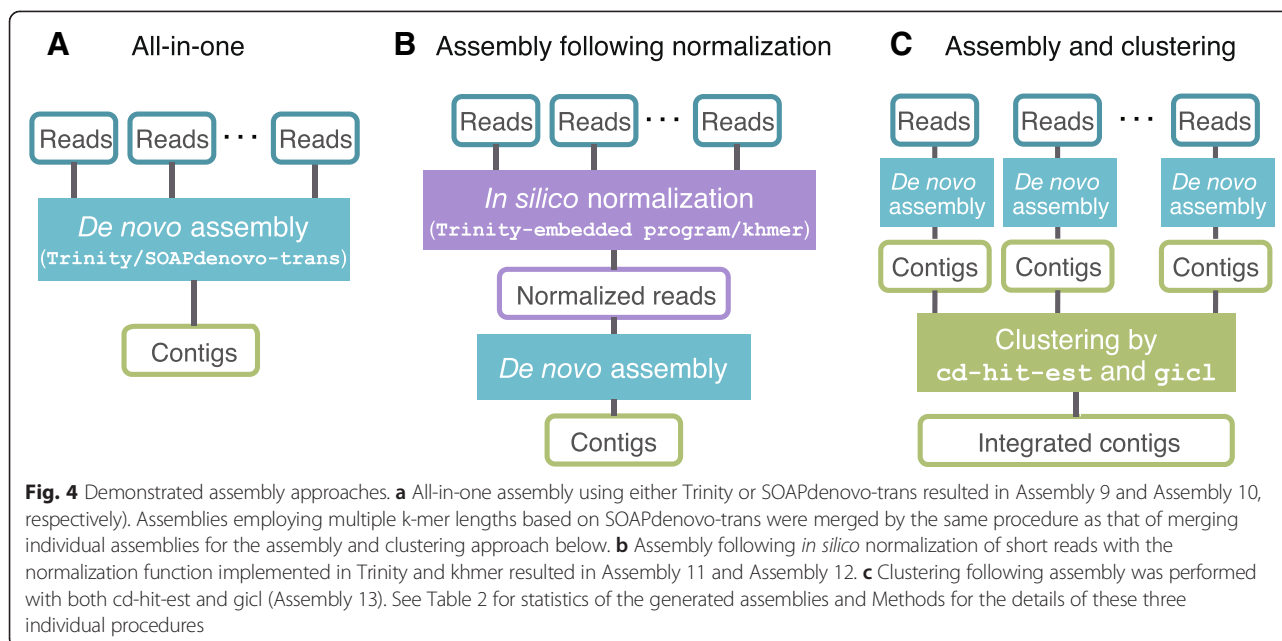 A All-in-one
Reads Reads ... Reads
De novo assembly
(Trinity/SOAPdenovo-trans)
Contigs
B Assembly following normalization
Reads Reads ... Reads
In silico normalization
(Trinity-embedded program/khmer)
Normalized reads
De novo assembly
Contigs
C Assembly and clustering
Reads Reads ... Reads
De novo assembly De novo assembly De novo assembly
Contigs Contigs Contigs
Clustering by
cd-hit-est and gicl
Integrated contigs
Fig. 4 Demonstrated assembly approaches. a All-in-one assembly using either Trinity or SOAPdenovo-trans resulted in Assembly 9 and Assembly 10,
respectively). Assemblies employing multiple k-mer lengths based on SOAPdenovo-trans were merged by the same procedure as that of merging
individual assemblies for the assembly and clustering approach below. b Assembly following in silico normalization of short reads with the
normalization function implemented in Trinity and khmer resulted in Assembly 11 and Assembly 12. c Clustering following assembly was performed
with both cd-hit-est and gicl (Assembly 13). See Table 2 for statistics of the generated assemblies and Methods for the details of these three
individual procedures